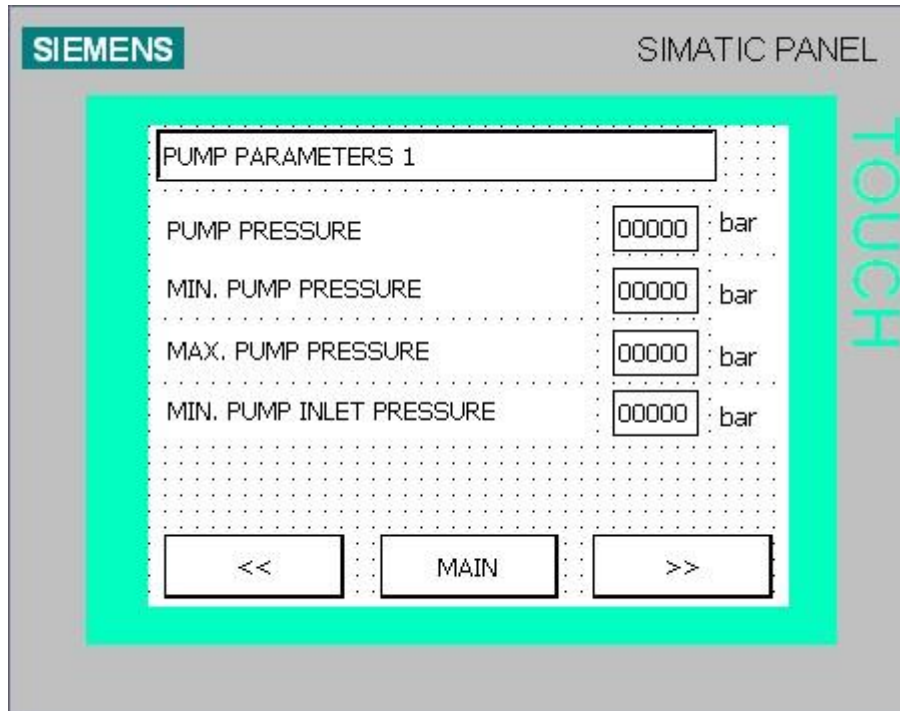 SIEMENS
SIMATIC PANEL
TOUCH
PUMP PARAMETERS 1
PUMP PRESSURE 00000 bar
MIN. PUMP PRESSURE 00000 bar
MAX. PUMP PRESSURE 00000 bar
MIN. PUMP INLET PRESSURE 00000 bar
<< MAIN >>